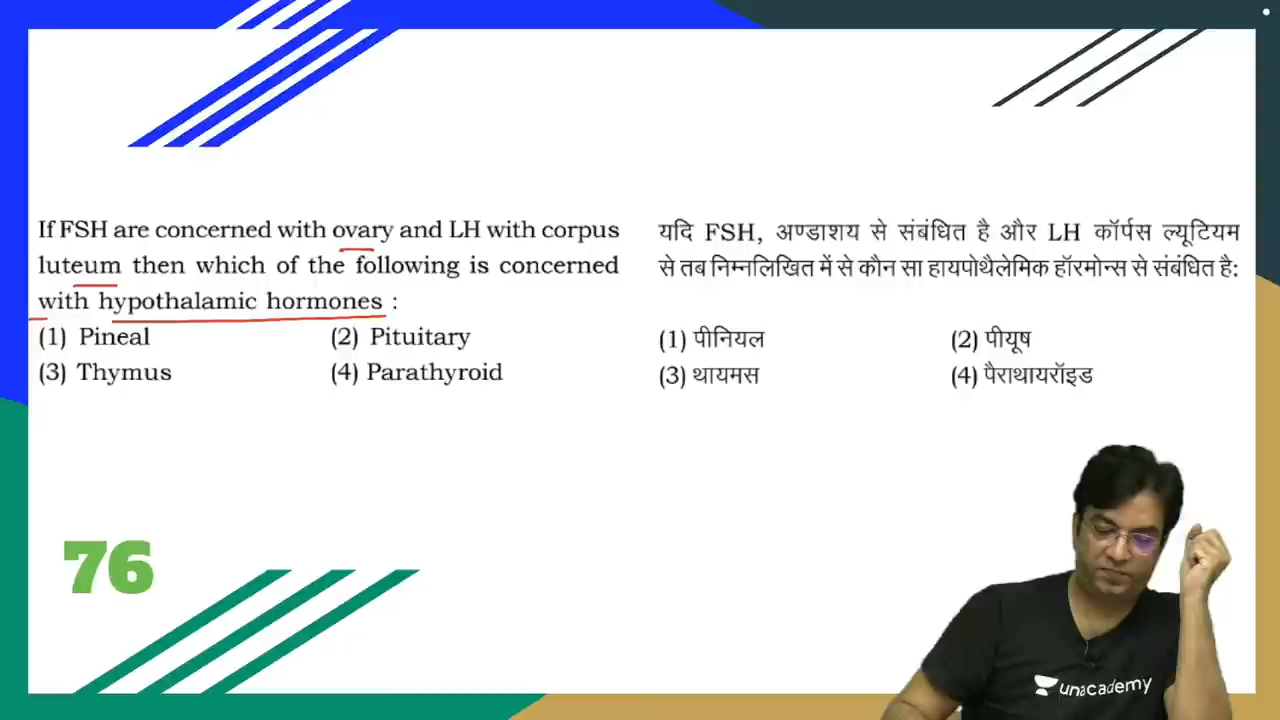 If FSH are concerned with ovary and LH with corpus
luteum then which of the following is concerned
with hypothalamic hormones :
(1) Pineal (2) Pituitary
(3) Thymus (4) Parathyroid
यदि FSH, अण्डाशय से संबंधित है और LH कॉर्पस ल्यूटियम
से तब निम्नलिखित में से कौन सा हायपोथैलेमिक हॉरमोन्स से संबंधित है:
(1) पीनियल (2) पीयूष
(3) थायमस (4) पैराथायरॉइड
76
unacademy